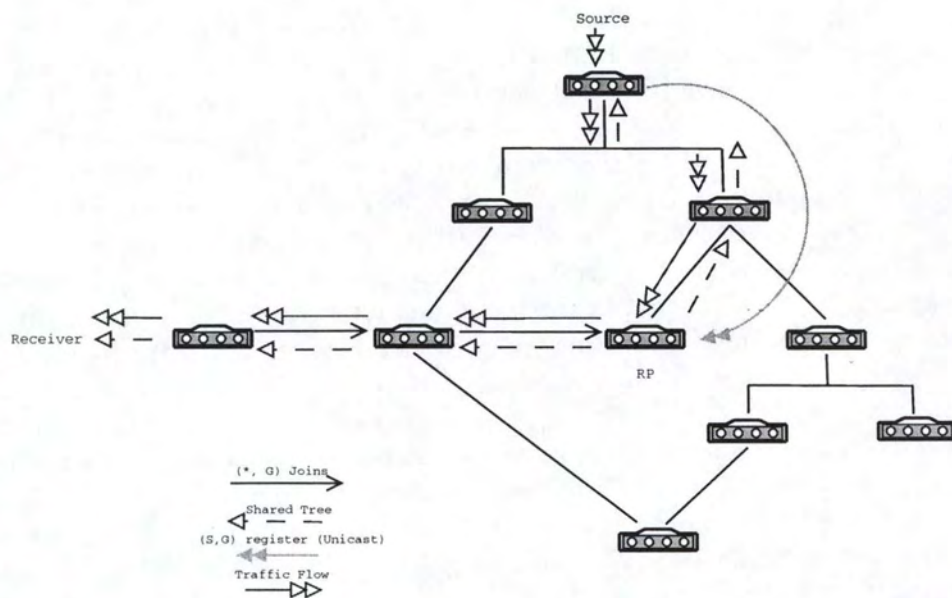 Source
Receiver
RP
(*, G) Joins
Shared Tree
(S,G) register (Unicast)
Traffic Flow